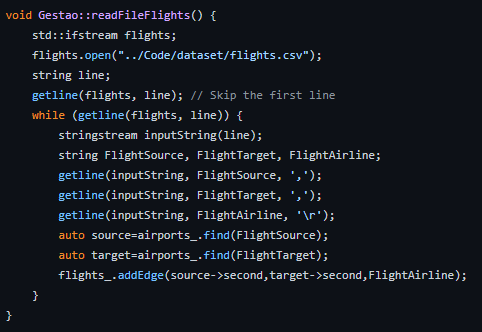 void Gestao::readFileFlights() {
    std::ifstream flights;
    flights.open("../Code/dataset/flights.csv");
    string line;
    getline(flights, line); // Skip the first line
    while (getline(flights, line)) {
        stringstream inputString(line);
        string FlightSource, FlightTarget, FlightAirline;
        getline(inputString, FlightSource, ',');
        getline(inputString, FlightTarget, ',');
        getline(inputString, FlightAirline, '\r');
        auto source=airports_.find(FlightSource);
        auto target=airports_.find(FlightTarget);
        flights_.addEdge(source->second,target->second,FlightAirline);
    }
}